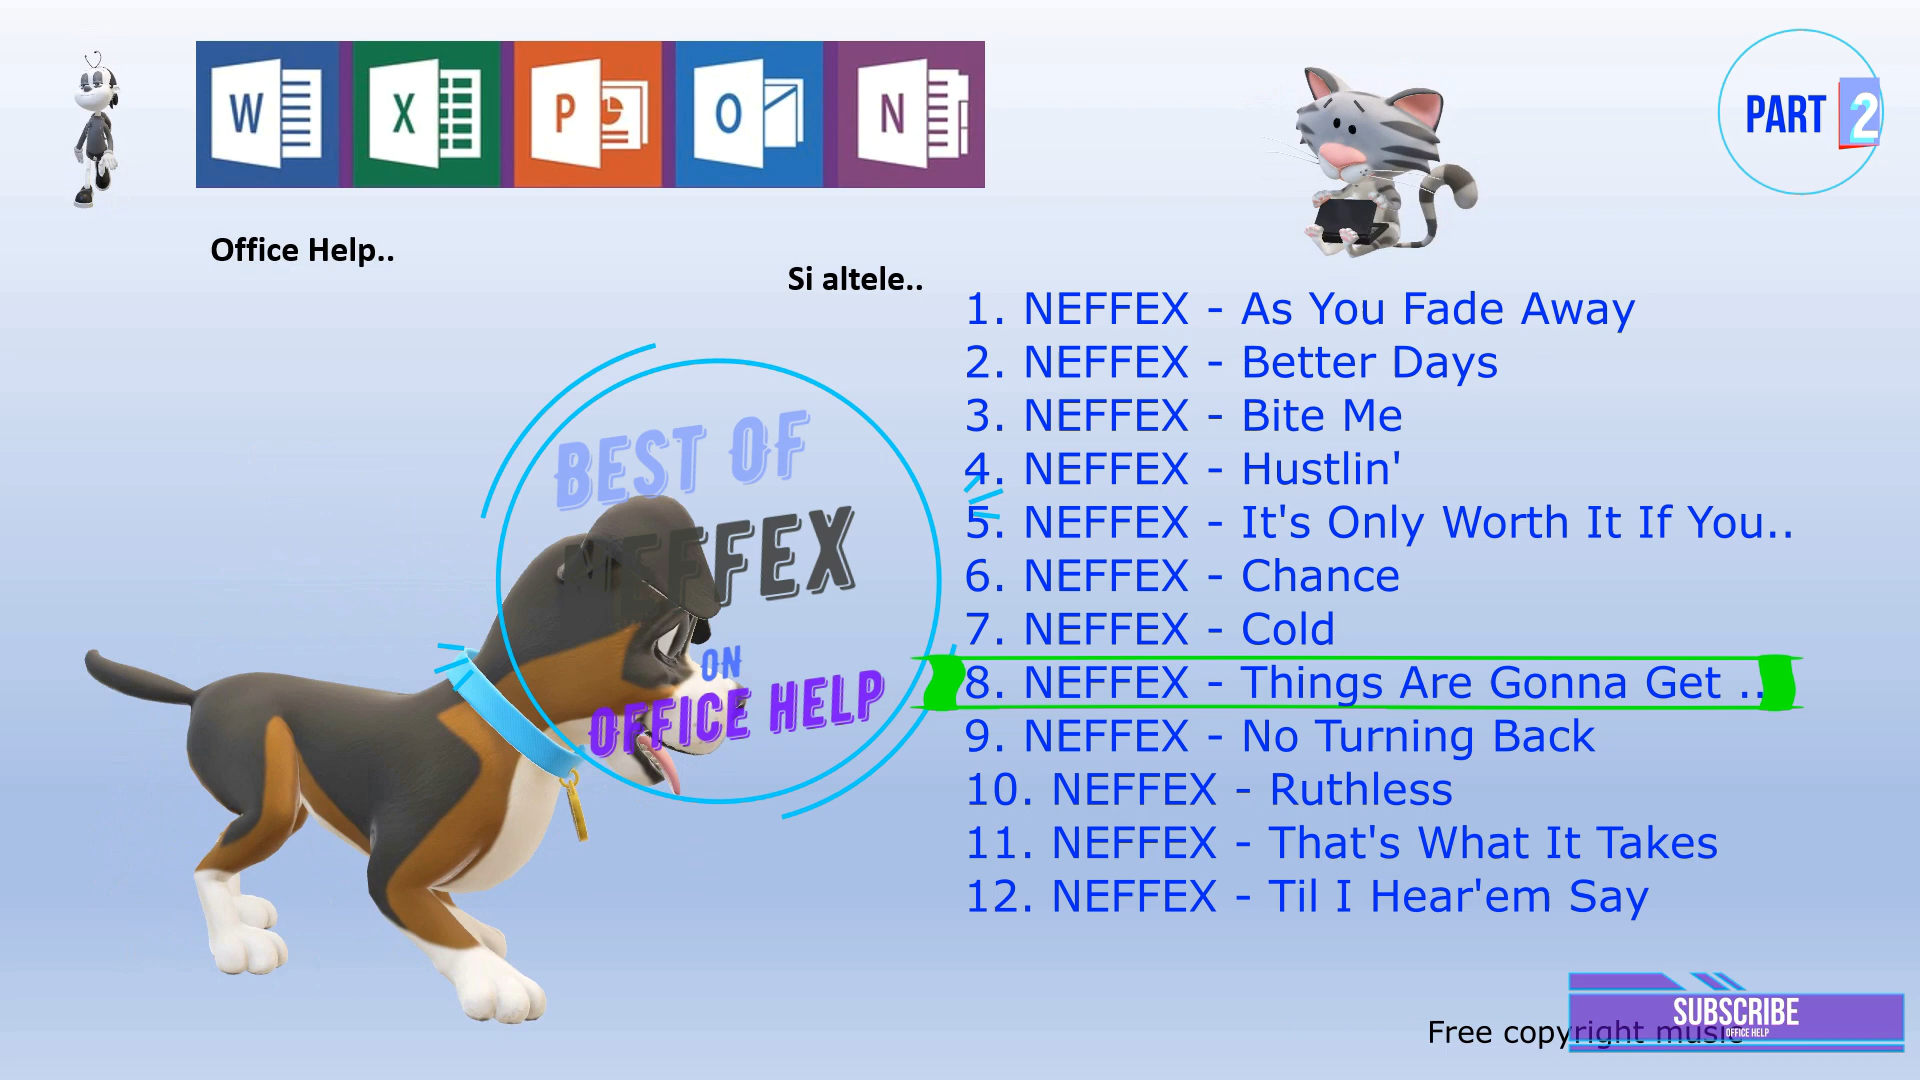 W X P O N
PART 2
Office Help..
Si altele..
1. NEFFEX - As You Fade Away
2. NEFFEX - Better Days
3. NEFFEX - Bite Me
4. NEFFEX - Hustlin'
5. NEFFEX - It's Only Worth It If You..
6. NEFFEX - Chance
7. NEFFEX - Cold
8. NEFFEX - Things Are Gonna Get ..
9. NEFFEX - No Turning Back
10. NEFFEX - Ruthless
11. NEFFEX - That's What It Takes
12. NEFFEX - Til I Hear'em Say
BEST OF
NEFFEX
ON
OFFICE HELP
Free copyright music
SUBSCRIBE
OFFICE HELP